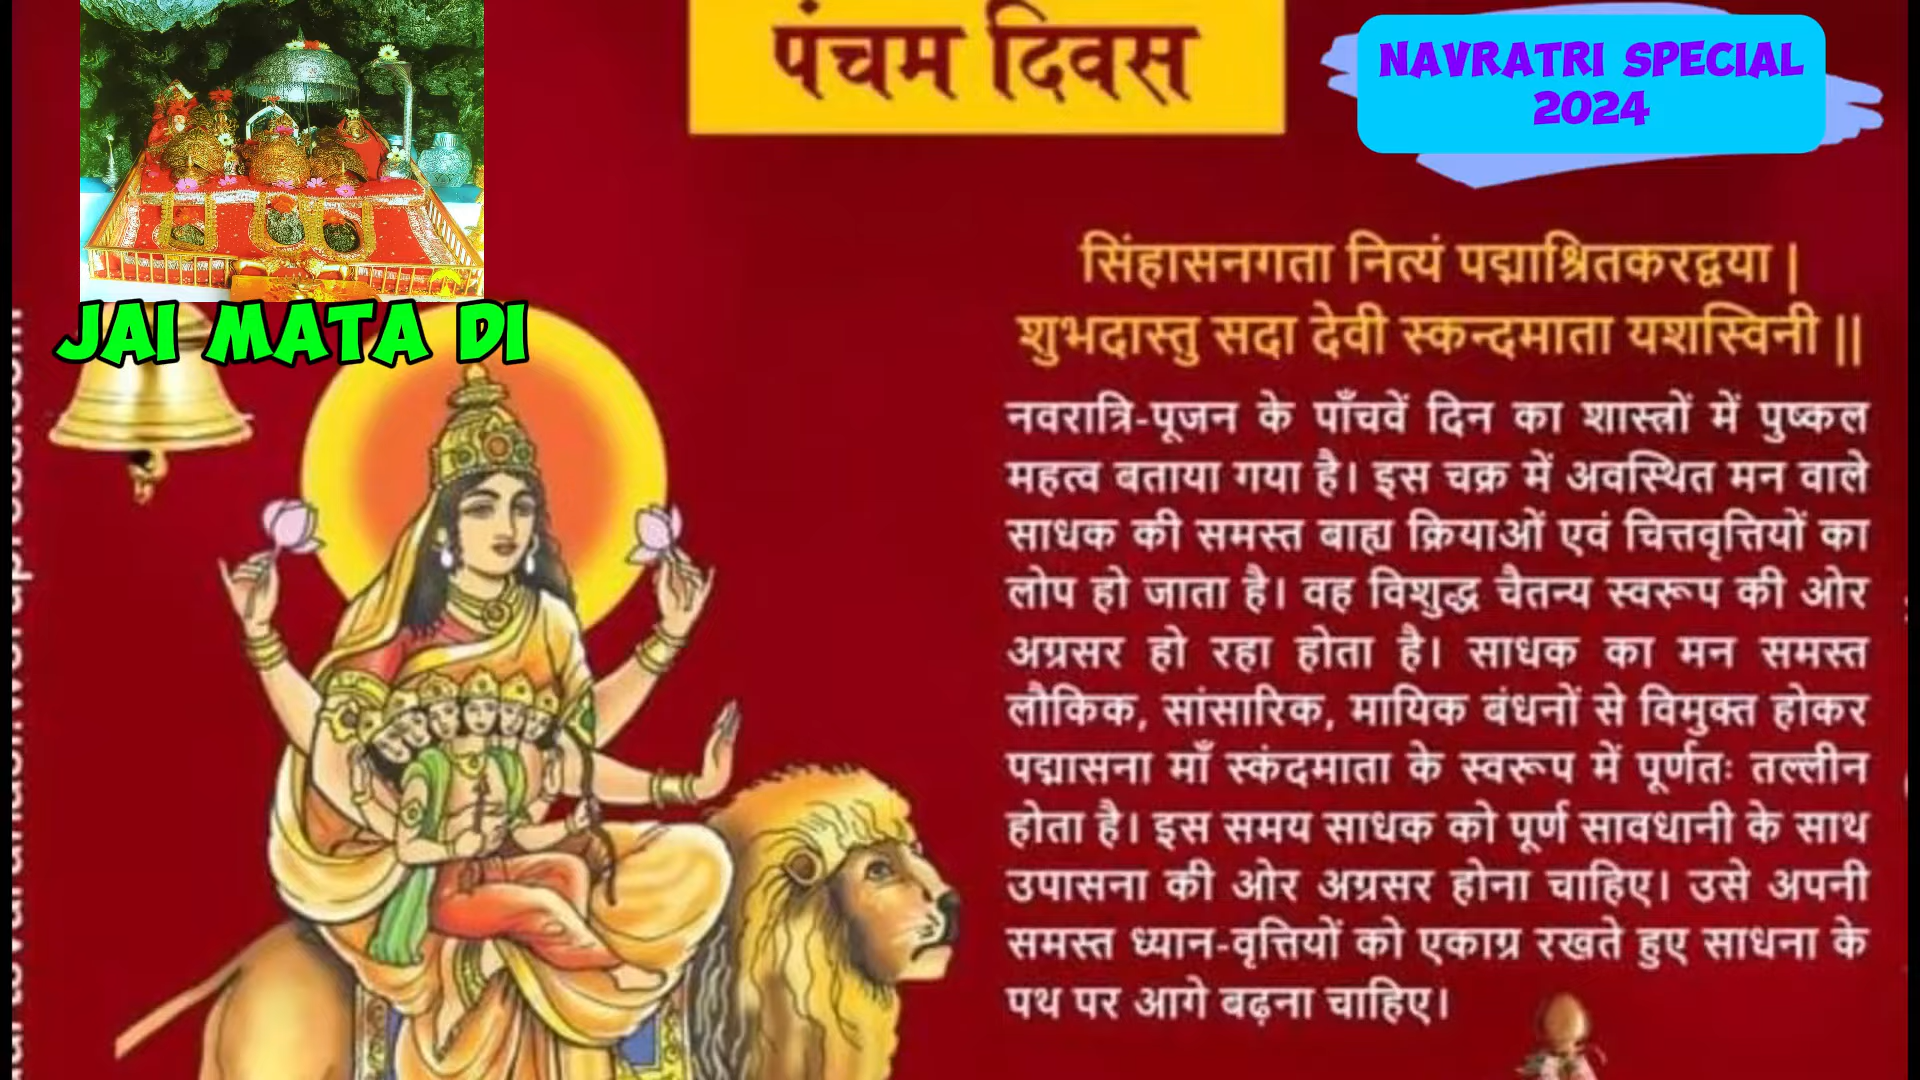 पंचम दिवस
NAVRATRI SPECIAL
2024
JAI MATA DI
सिंहासनगता नित्यं पद्माश्रितकरद्वया |
शुभदास्तु सदा देवी स्कन्दमाता यशस्विनी ||
नवरात्रि-पूजन के पाँचवें दिन का शास्त्रों में पुष्कल
महत्व बताया गया है। इस चक्र में अवस्थित मन वाले
साधक की समस्त बाह्य क्रियाओं एवं चित्तवृत्तियों का
लोप हो जाता है। वह विशुद्ध चैतन्य स्वरूप की ओर
अग्रसर हो रहा होता है। साधक का मन समस्त
लौकिक, सांसारिक, मायिक बंधनों से विमुक्त होकर
पद्मासना माँ स्कंदमाता के स्वरूप में पूर्णतः तल्लीन
होता है। इस समय साधक को पूर्ण सावधानी के साथ
उपासना की ओर अग्रसर होना चाहिए। उसे अपनी
समस्त ध्यान-वृत्तियों को एकाग्र रखते हुए साधना के
पथ पर आगे बढ़ना चाहिए।